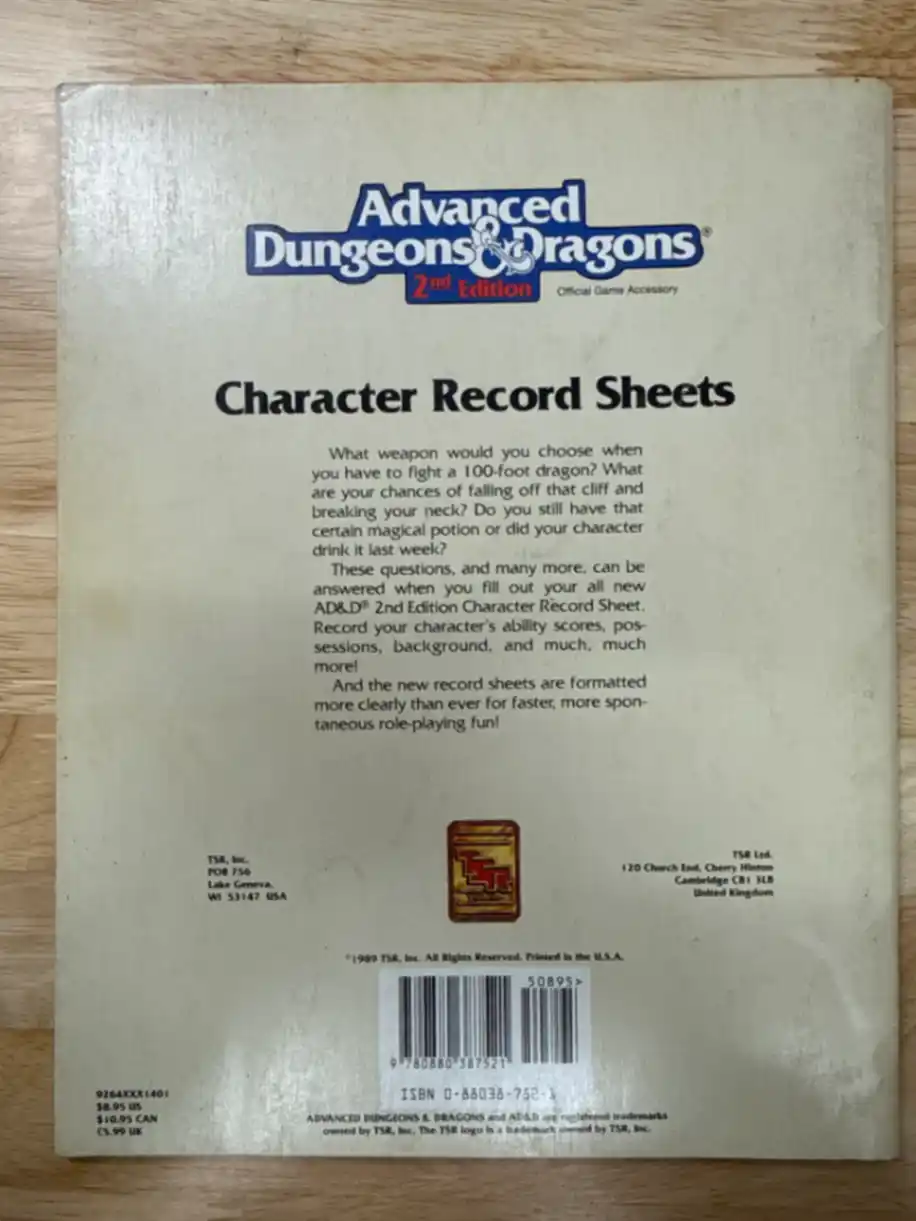 Advanced
Dungeons & Dragons®
2nd Edition
Official Game Accessory
Character Record Sheets
What weapon would you choose when
you have to fight a 100-foot dragon? What
are your chances of falling off that cliff and
breaking your neck? Do you still have that
certain magical potion or did your character
drink it last week?
These questions, and many more, can be
answered when you fill out your all new
AD&D® 2nd Edition Character Record Sheet.
Record your character's ability scores, pos-
sessions, background, and much, much
more!
And the new record sheets are formatted
more clearly than ever for faster, more spon-
taneous role-playing fun!
TSR, Inc.
POB 756
Lake Geneva,
WI 53147 USA
TSR
TSR Ltd.
120 Church End, Cherry Hinton
Cambridge CB1 3LB
United Kingdom
©1989 TSR, Inc. All Rights Reserved. Printed in the U.S.A.
50895>
9 780880 387521
ISBN 0-88038-752-
9264XXX1401
$8.95 US
$10.95 CAN
£5.99 UK
ADVANCED DUNGEONS & DRAGONS and AD&D are registered trademarks
owned by TSR, Inc. The TSR logo is a trademark owned by TSR, Inc.